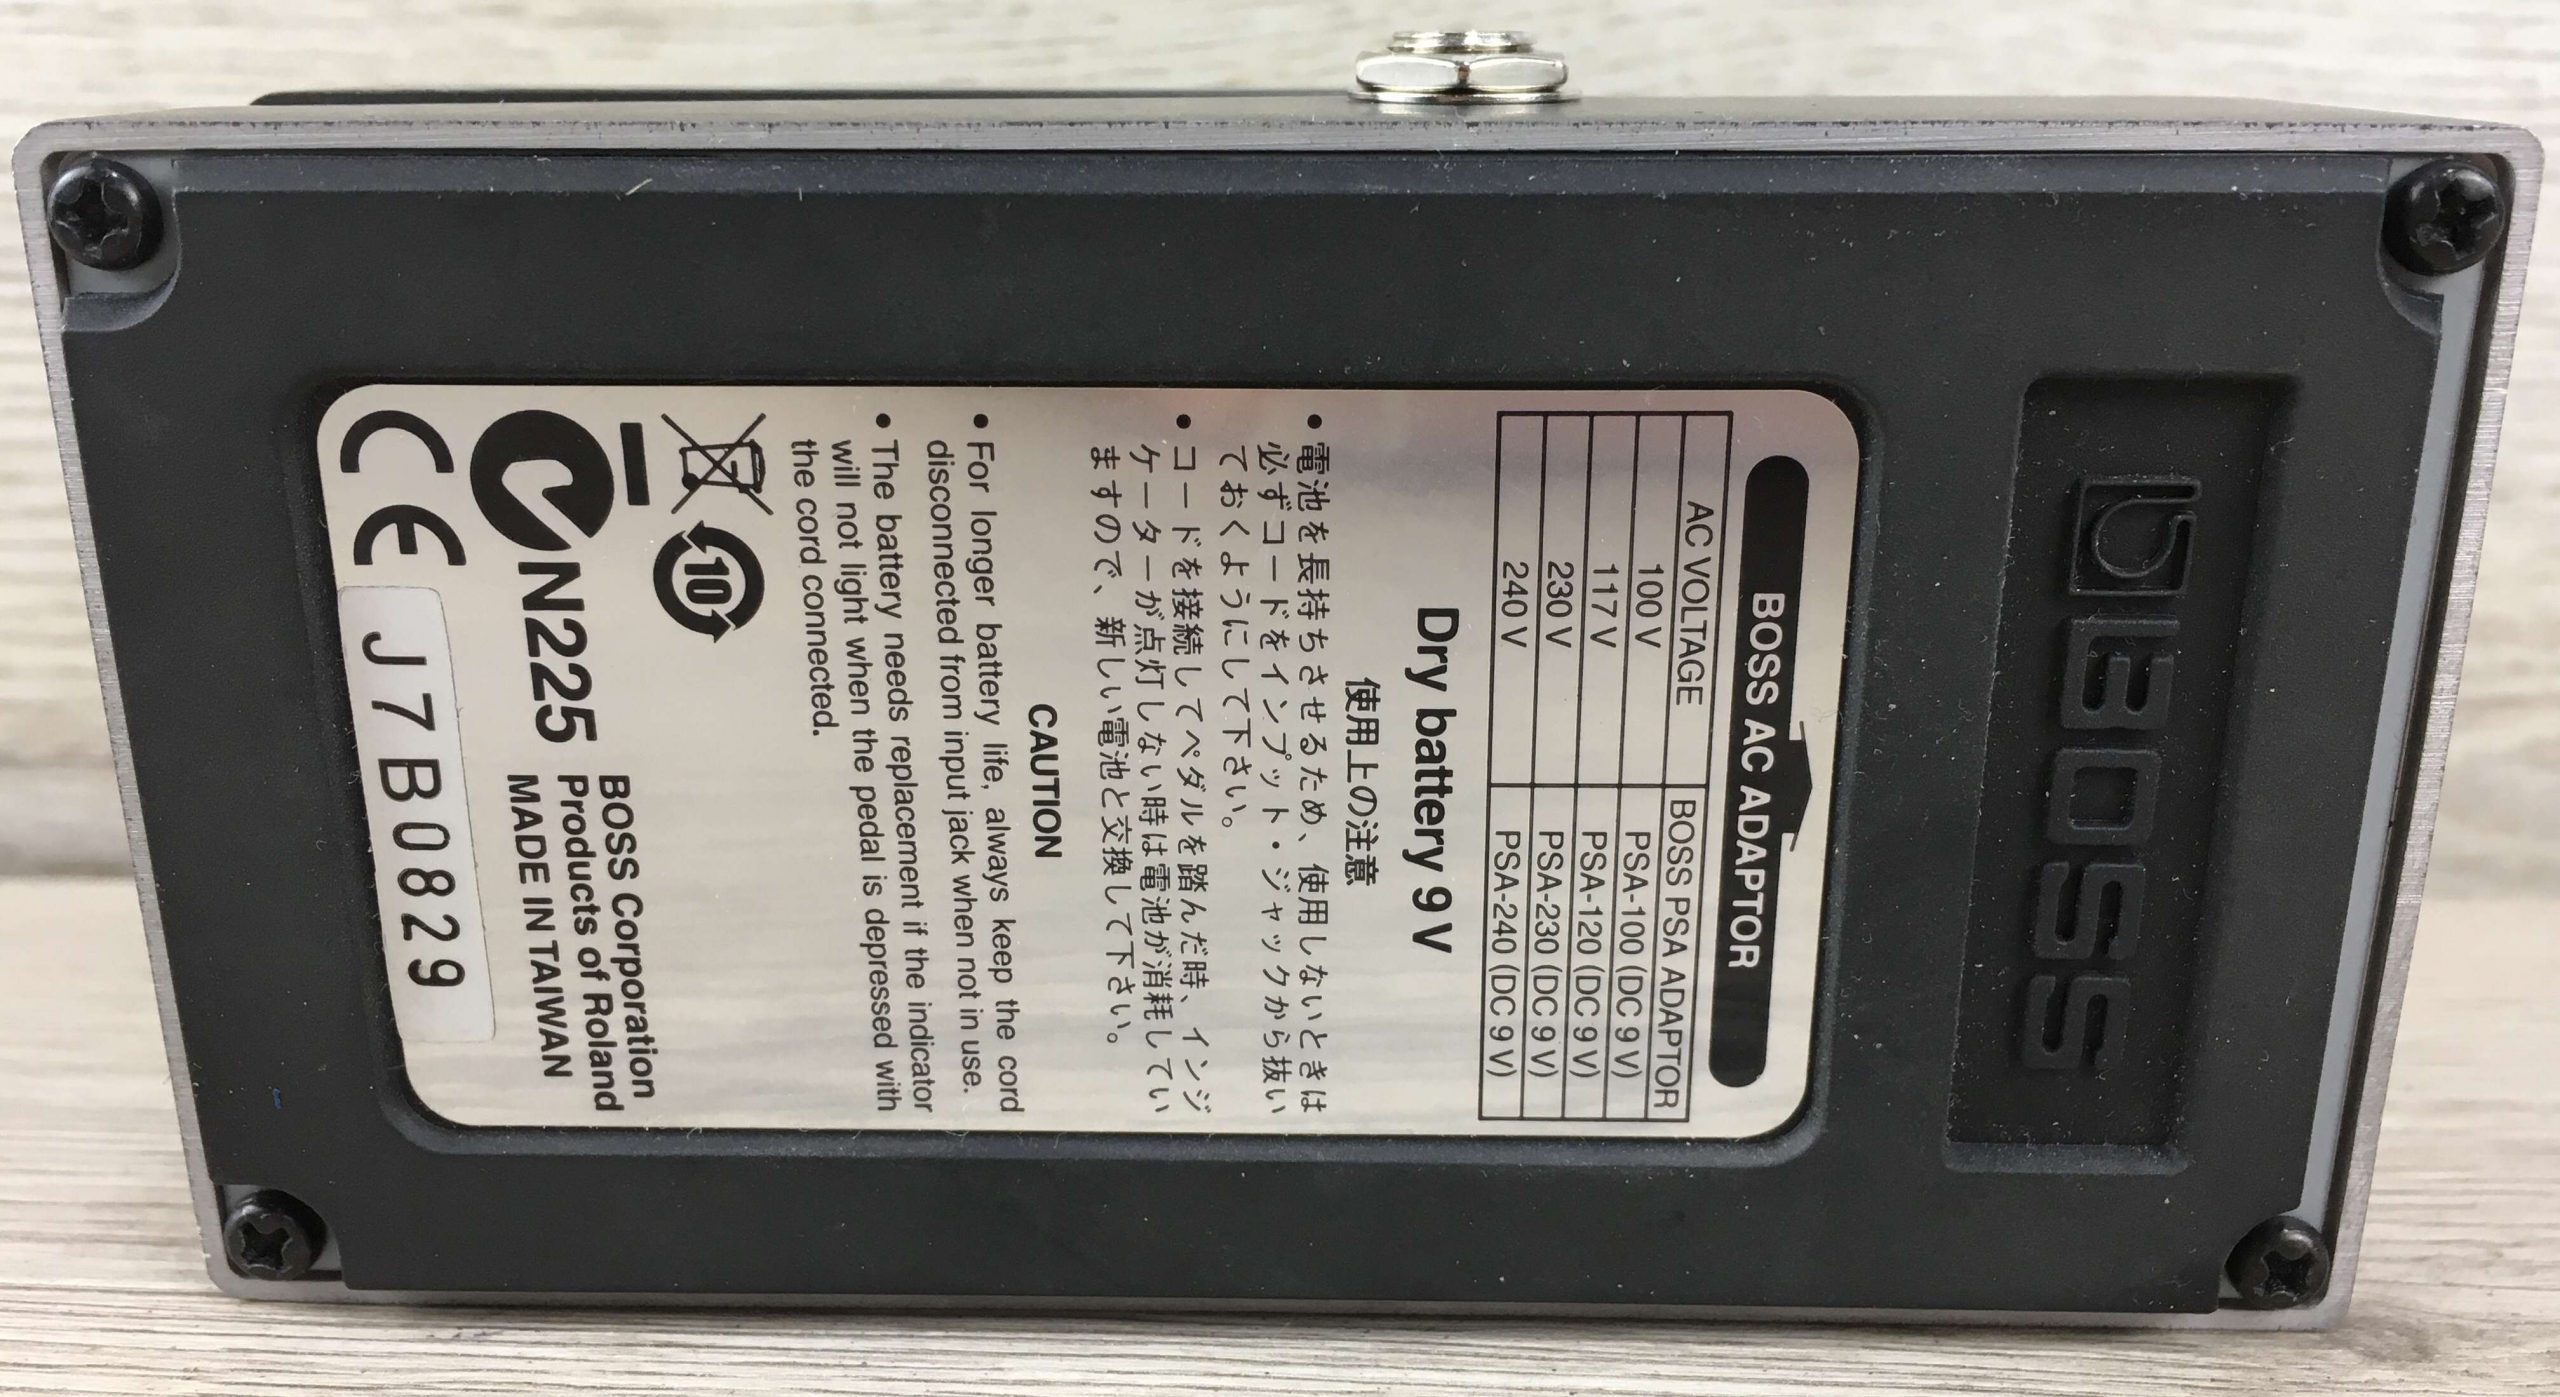 BOSS
BOSS AC ADAPTOR
AC VOLTAGE BOSS PSA ADAPTOR
100 V PSA-100 (DC 9 V)
117 V PSA-120 (DC 9 V)
230 V PSA-230 (DC 9 V)
240 V PSA-240 (DC 9 V)
Dry battery 9 V
使用上の注意
• 電池を長持ちさせるため、使用しないときは
必ずコードをインプット・ジャックから抜い
ておくようにして下さい。
• コードを接続してペダルを踏んだ時、インジ
ケーターが点灯しない時は電池が消耗してい
ますので、新しい電池と交換して下さい。
CAUTION
• For longer battery life, always keep the cord
disconnected from input jack when not in use.
• The battery needs replacement if the indicator
will not light when the pedal is depressed with
the cord connected.
10
BOSS Corporation
Products of Roland
MADE IN TAIWAN
N225
CE
J7B0829